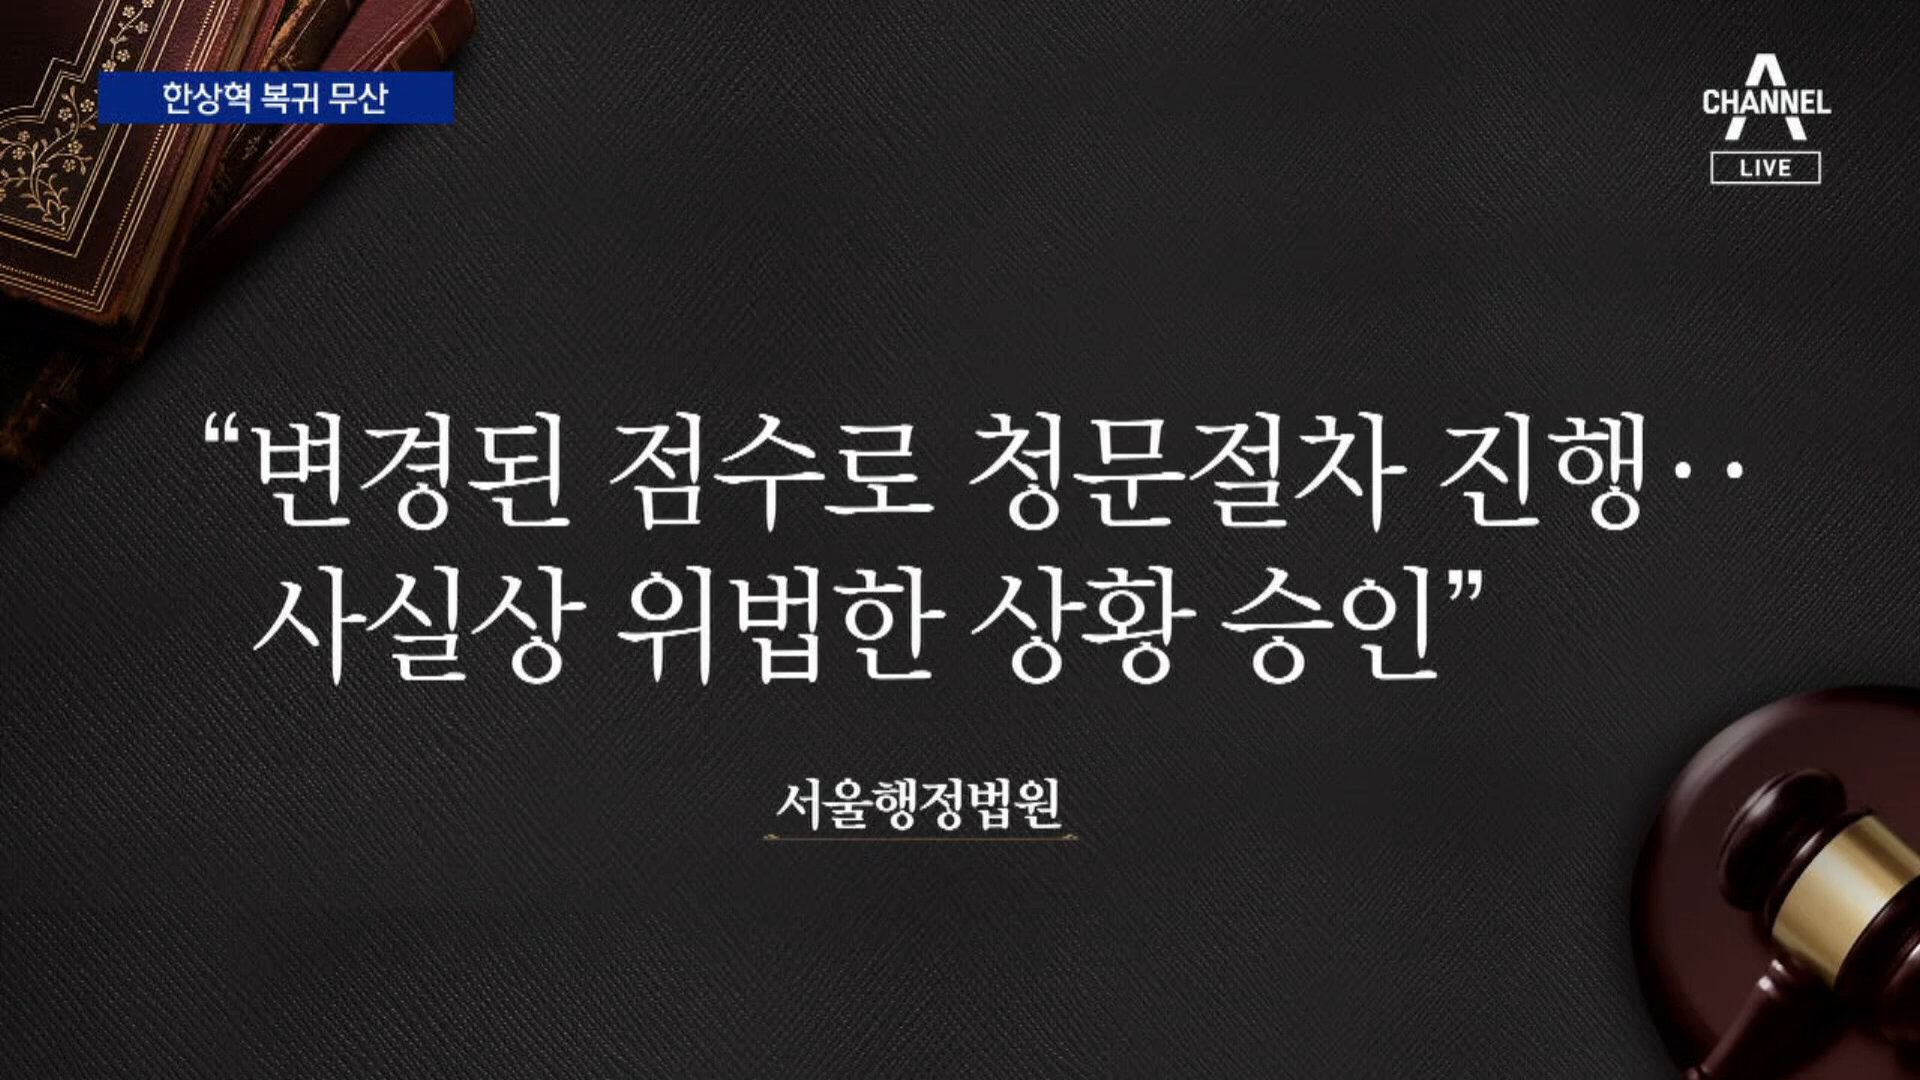 한상혁 복귀 무산
CHANNEL A
LIVE
“변경된 점수로 청문절차 진행‥
사실상 위법한 상황 승인”
서울행정법원